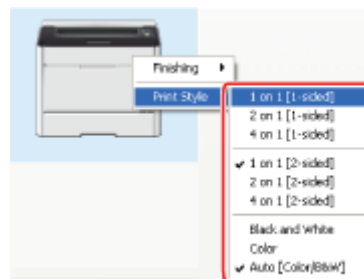 Finishing
Print Style
1 on 1 [1-sided]
2 on 1 [1-sided]
4 on 1 [1-sided]
1 on 1 [2-sided]
2 on 1 [2-sided]
4 on 1 [2-sided]
Black and White
Color
Auto [Color/B&W]